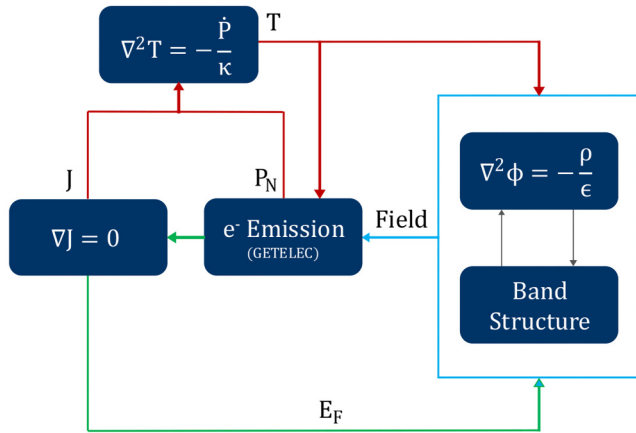 T
∇²T = −Ṗ/κ
J
P_N
∇²ϕ = −ρ/ϵ
∇J = 0
e⁻ Emission
(GETELEC)
Field
Band
Structure
E_F